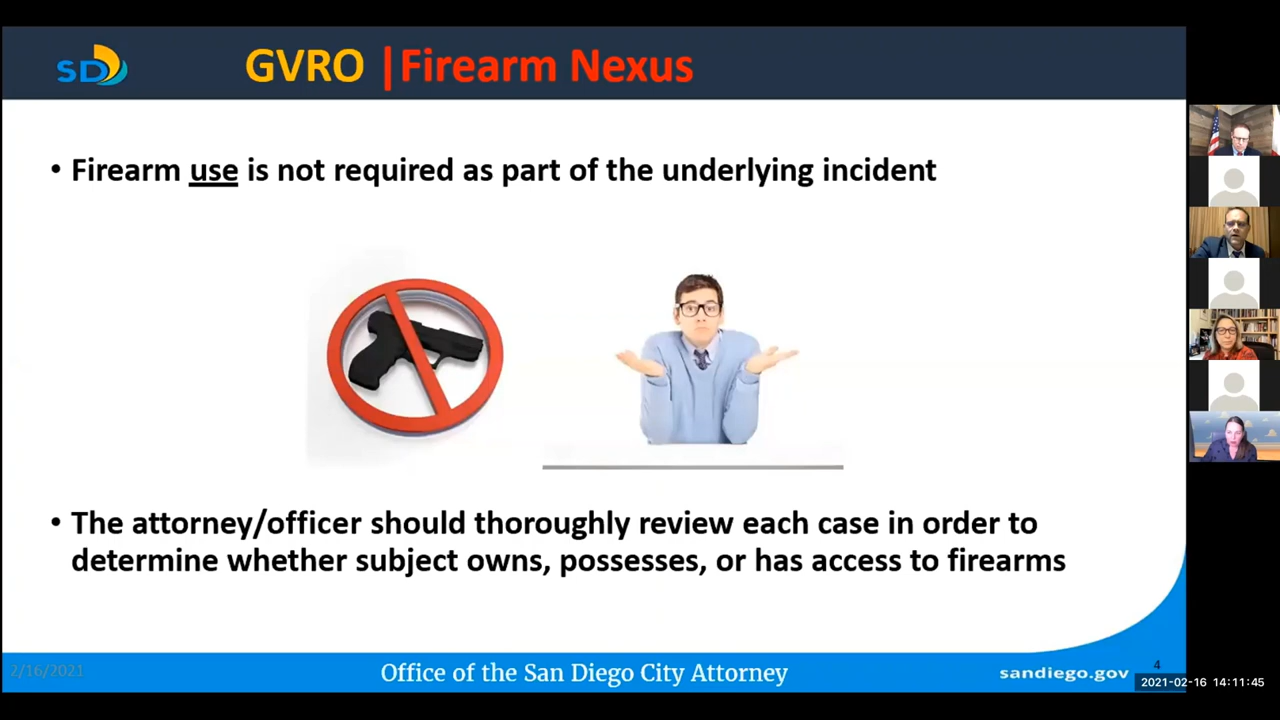 SD
GVRO |Firearm Nexus
• Firearm use is not required as part of the underlying incident
• The attorney/officer should thoroughly review each case in order to
determine whether subject owns, possesses, or has access to firearms
2/16/2021
Office of the San Diego City Attorney
sandiego.gov
4
2021-02-16 14:11:45